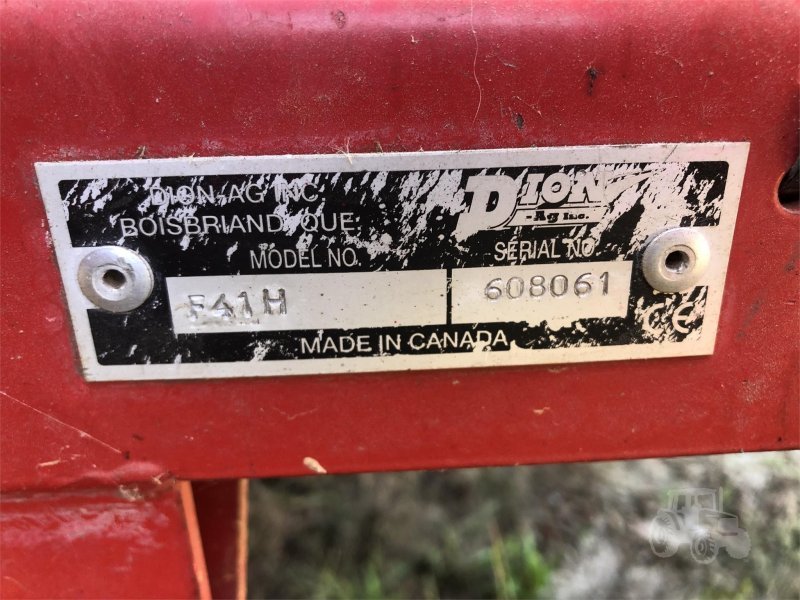 DION-AG INC.
BOISBRIAND, QUE.
DION
-Ag Inc.
MODEL NO.
SERIAL NO.
F41H
608061
MADE IN CANADA
CE